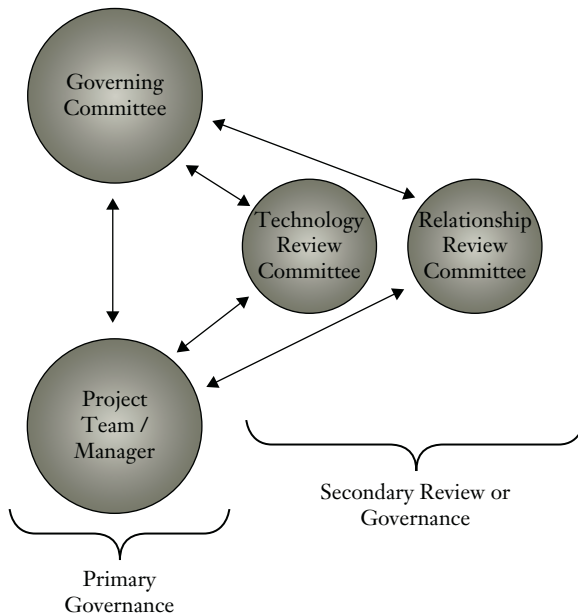 Governing
Committee
Technology
Review
Committee
Relationship
Review
Committee
Project
Team /
Manager
Secondary Review or
Governance
Primary
Governance